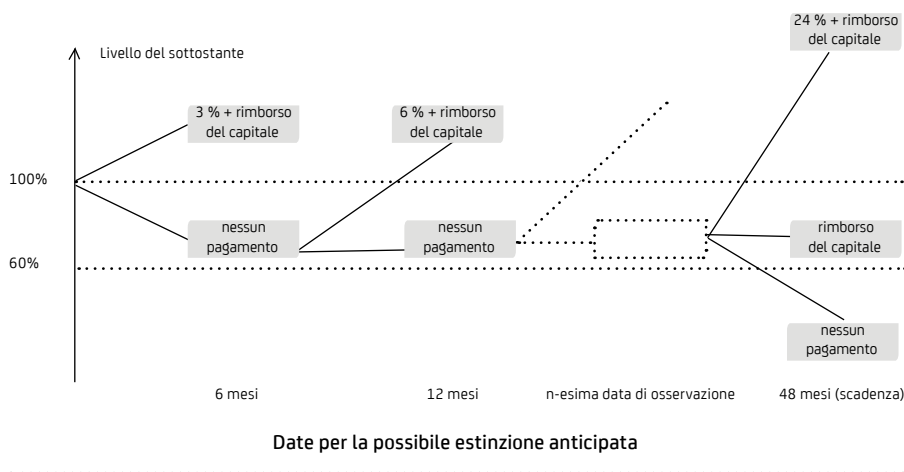 24 % + rimborso
del capitale
Livello del sottostante
3 % + rimborso
del capitale
6 % + rimborso
del capitale
100%
nessun
pagamento
nessun
pagamento
rimborso
del capitale
60%
nessun
pagamento
6 mesi
12 mesi
n-esima data di osservazione
48 mesi (scadenza)
Date per la possibile estinzione anticipata